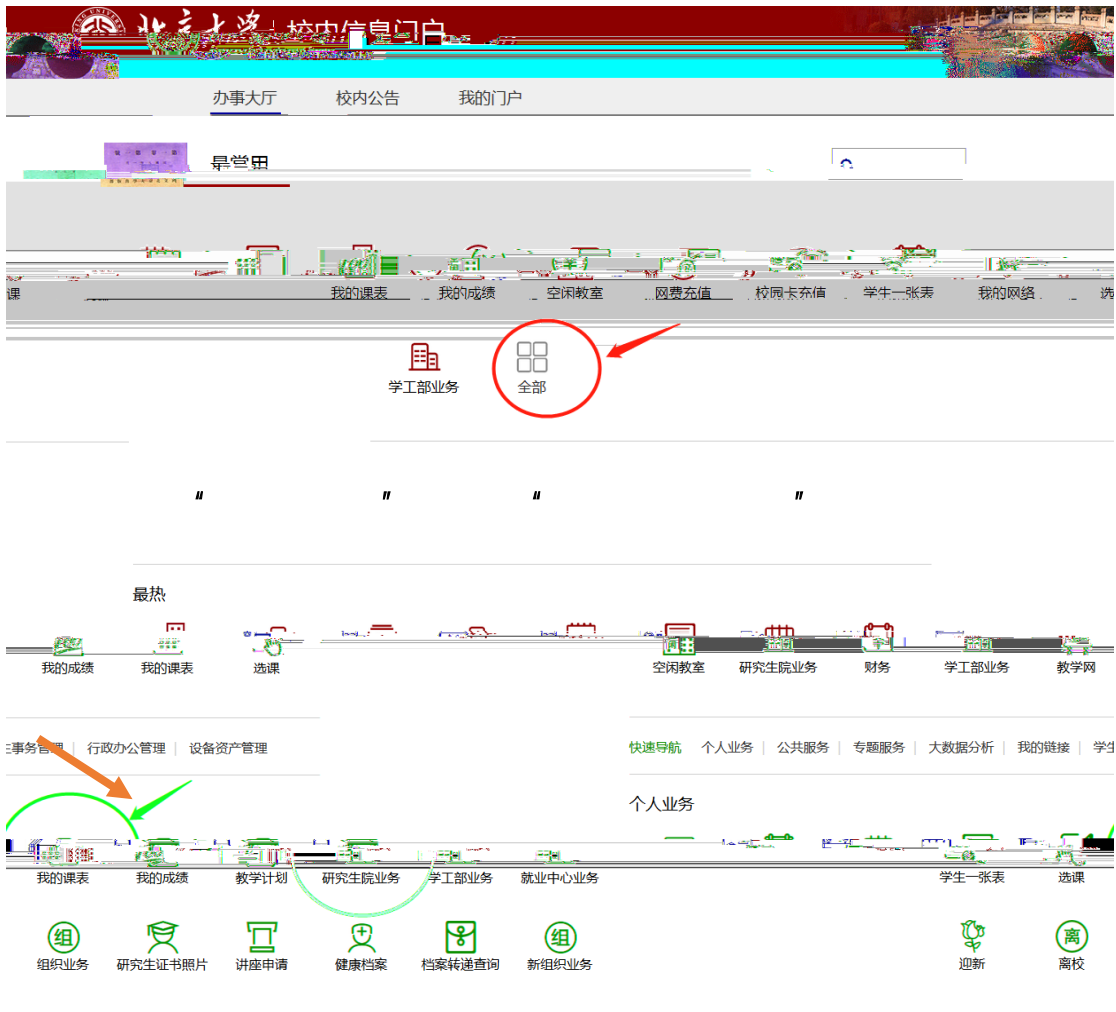 北京大学 校内信息门户
办事大厅 校内公告 我的门户
最常用
课 我的课表 我的成绩 空闲教室 网费充值 校园卡充值 学生一张表 我的网络 选
学工部业务 全部
“ ” “ ”
最热
我的成绩 我的课表 选课 空闲教室 研究生院业务 财务 学工部业务 教学网
事务管理 | 行政办公管理 | 设备资产管理 快速导航 个人业务 | 公共服务 | 专题服务 | 大数据分析 | 我的链接 | 学生
个人业务
我的课表 我的成绩 教学计划 研究生院业务 学工部业务 就业中心业务 学生一张表 选课
组 组 离
组织业务 研究生证书照片 讲座申请 健康档案 档案转递查询 新组织业务 迎新 离校